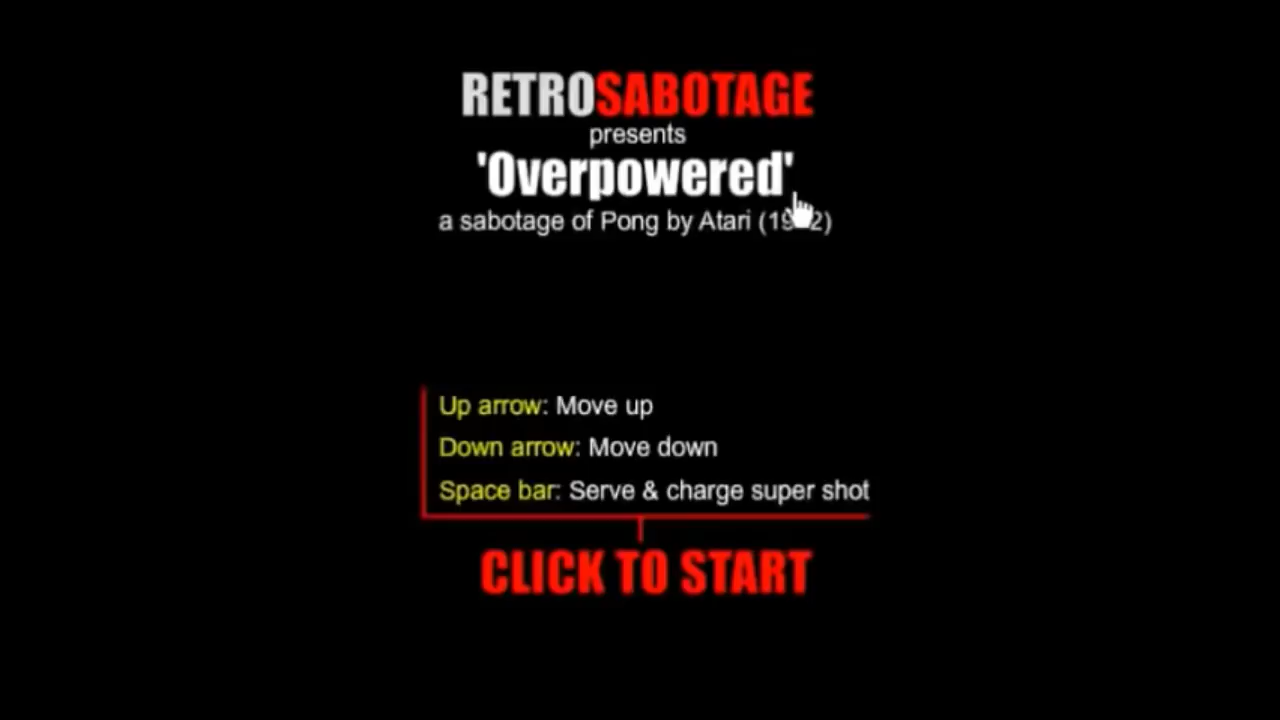 RETROSABOTAGE
presents
'Overpowered'
a sabotage of Pong by Atari
Up arrow: Move up
Down arrow: Move down
Space bar: Serve & charge super shot
CLICK TO START